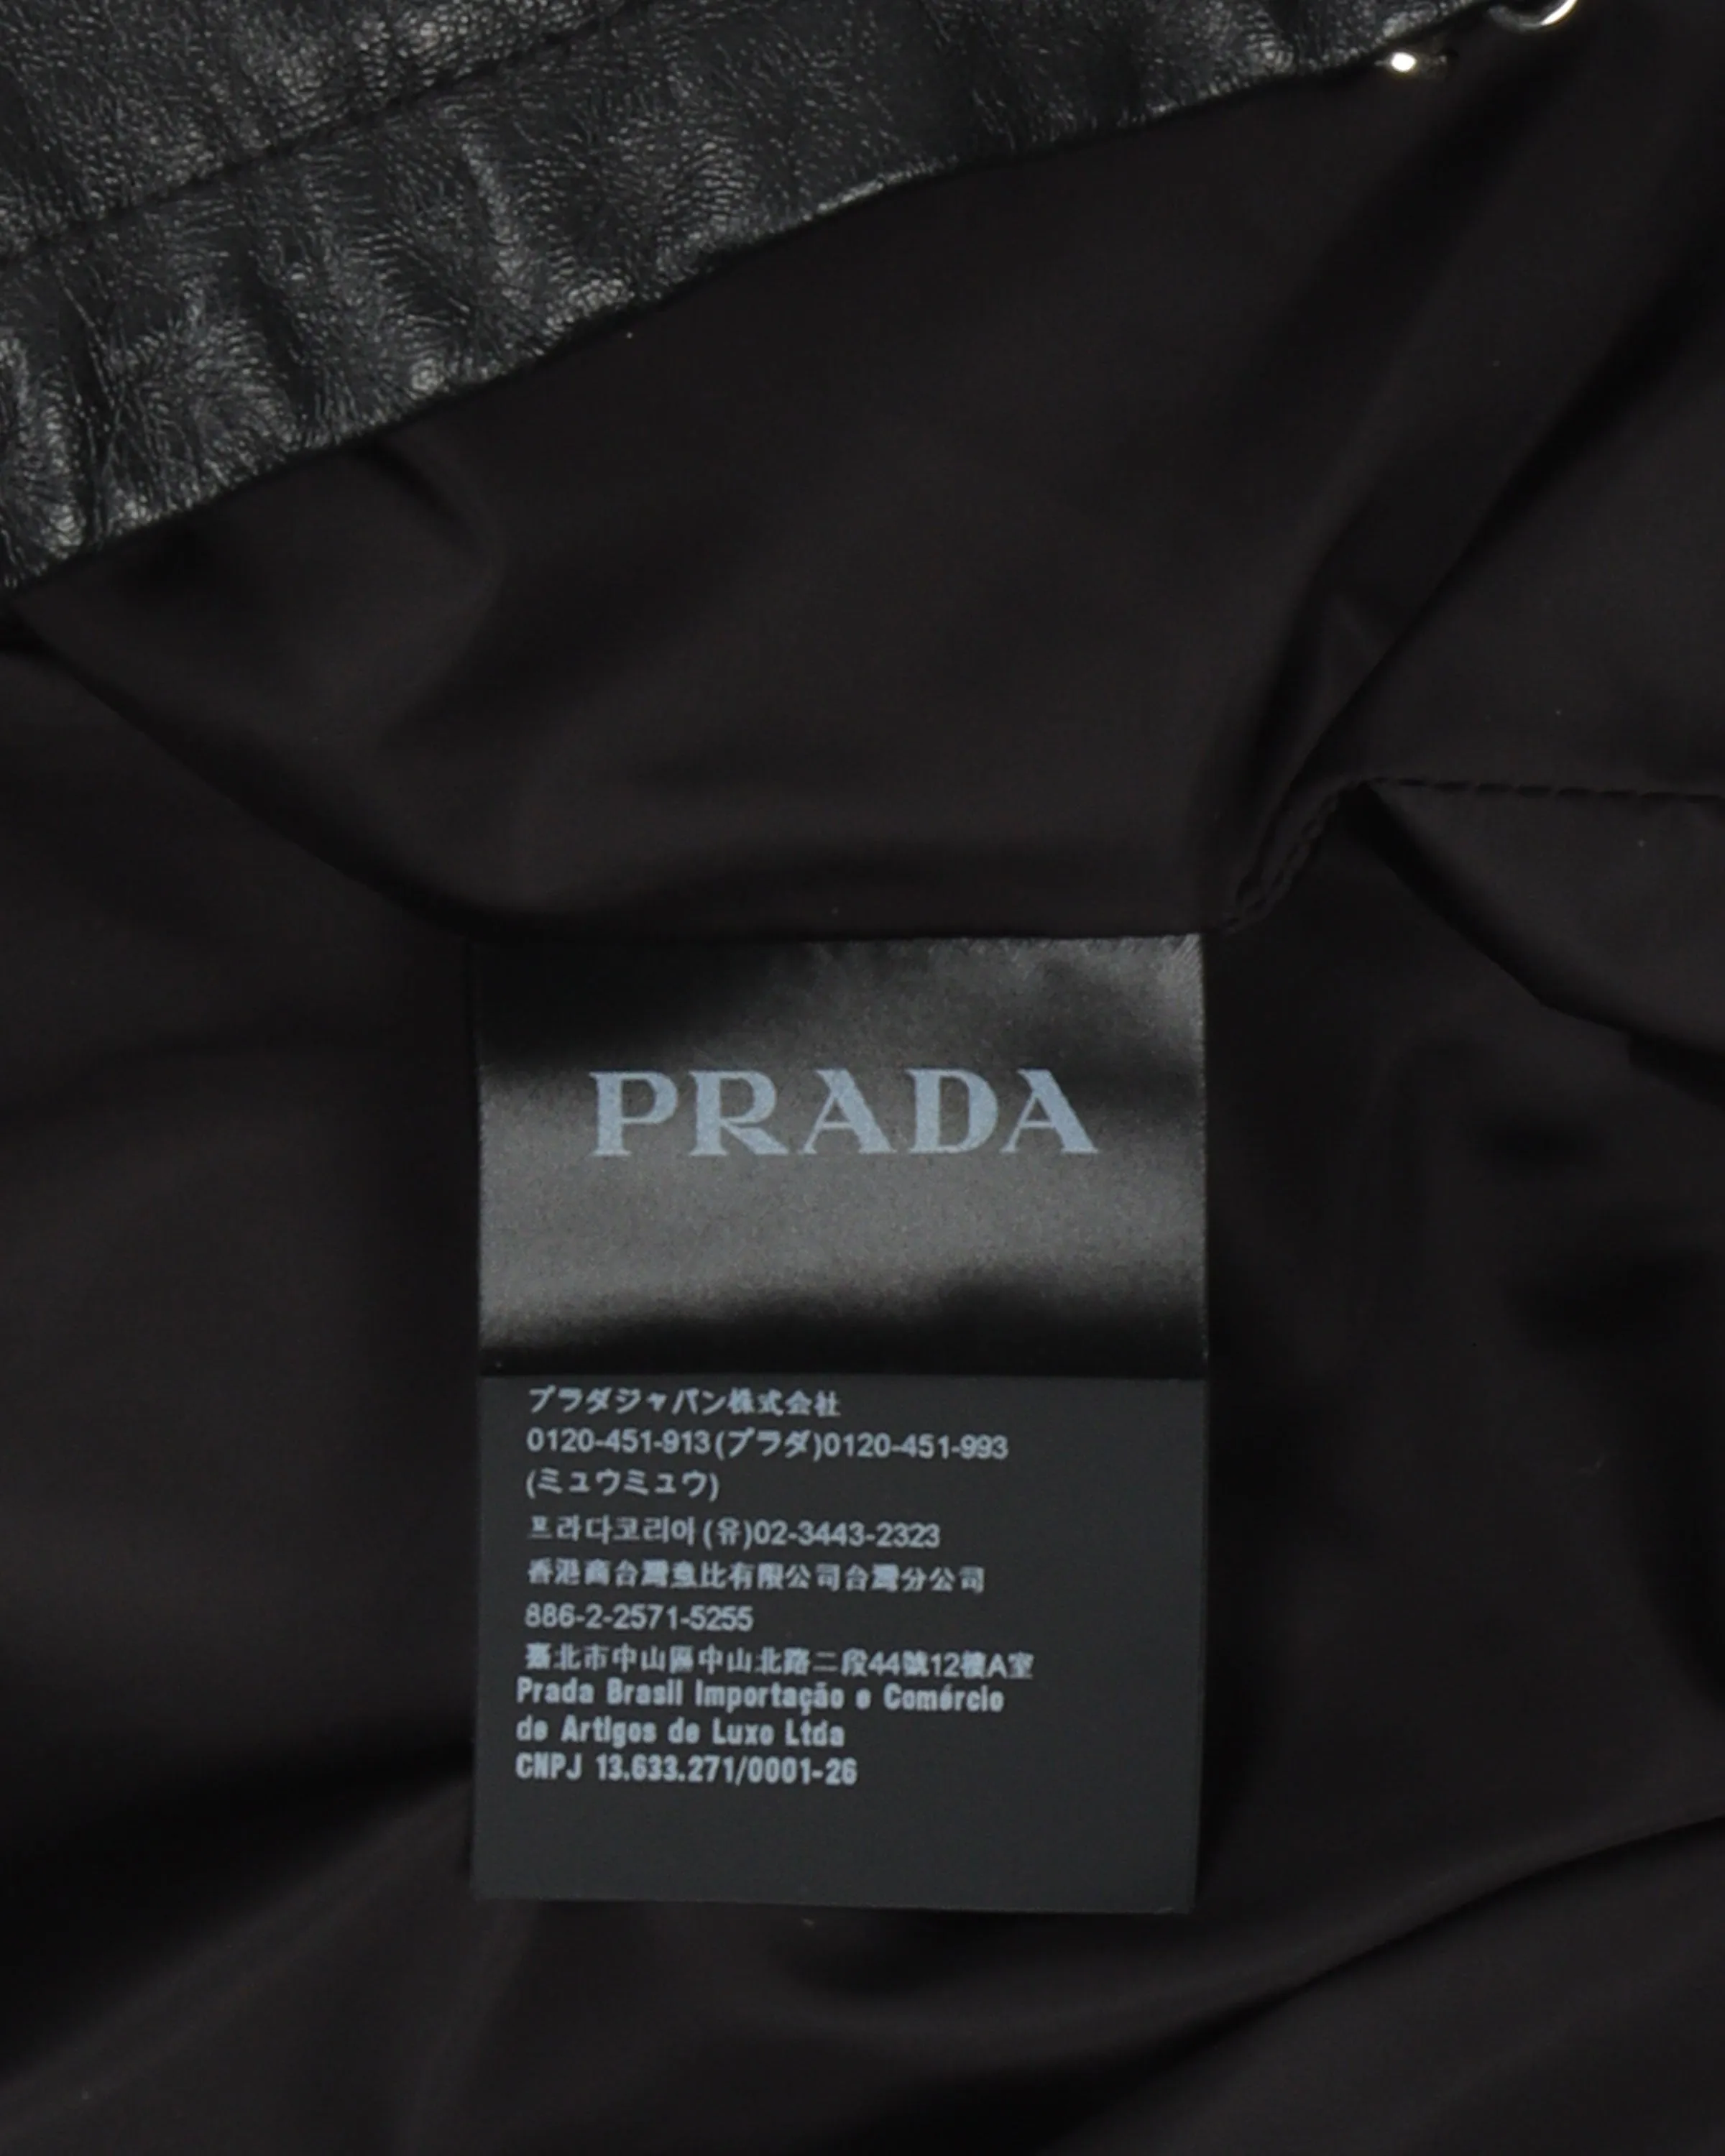 PRADA
プラダジャパン株式会社
0120-451-913(プラダ)0120-451-993
(ミュウミュウ)
프라다코리아(유)02-3443-2323
香港商台灣彪比有限公司台灣分公司
886-2-2571-5255
臺北市中山區中山北路二段44號12樓A室
Prada Brasil Importação e Comércio
de Artigos de Luxo Ltda
CNPJ 13.633.271/0001-26